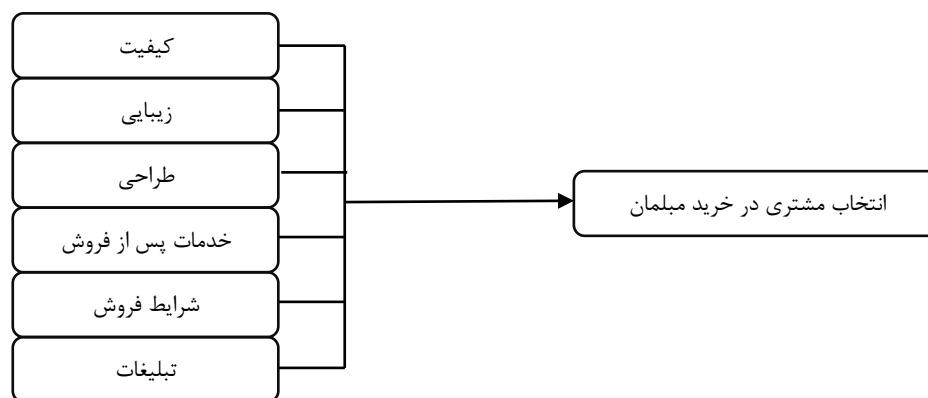 کیفیت
زیبایی
طراحی
خدمات پس از فروش
شرایط فروش
تبلیغات
انتخاب مشتری در خرید مبلمان